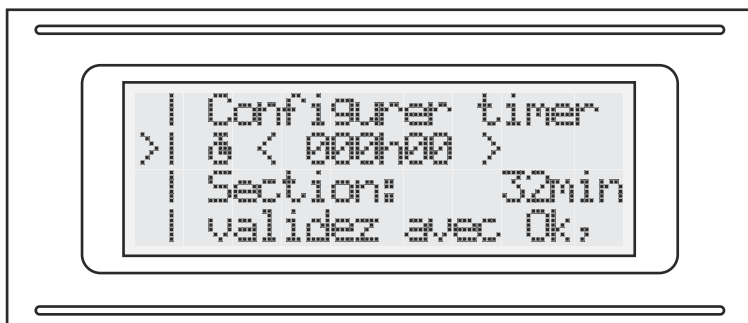 | Configurer timer
>| ⏱ < 000h00 >
| Section: 32min
| validez avec Ok,